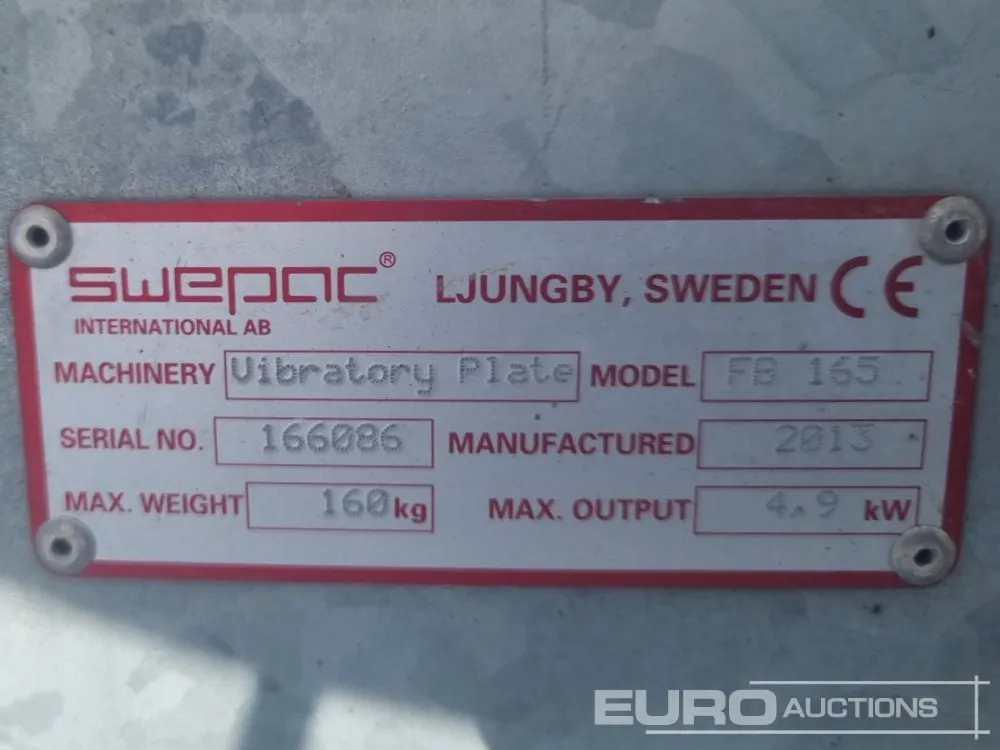 swepac® LJUNGBY, SWEDEN CE
INTERNATIONAL AB
MACHINERY Vibratory Plate MODEL FB 165
SERIAL NO. 166086 MANUFACTURED 2013
MAX. WEIGHT 160kg MAX. OUTPUT 4.9 kW
EURO AUCTIONS